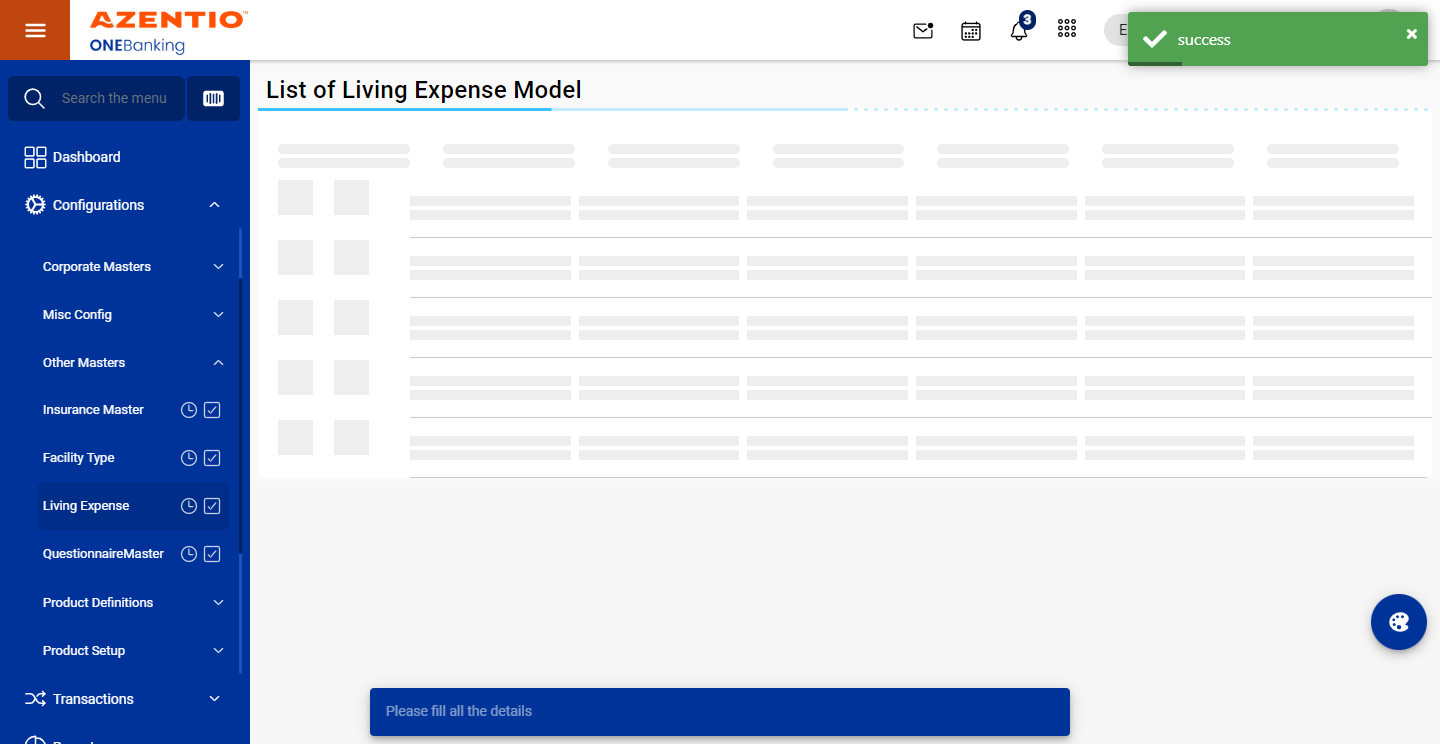 AZENTIO™
ONEBanking
3
E
success
Search the menu
List of Living Expense Model
Dashboard
Configurations
Corporate Masters
Misc Config
Other Masters
Insurance Master
Facility Type
Living Expense
QuestionnaireMaster
Product Definitions
Product Setup
Transactions
Please fill all the details